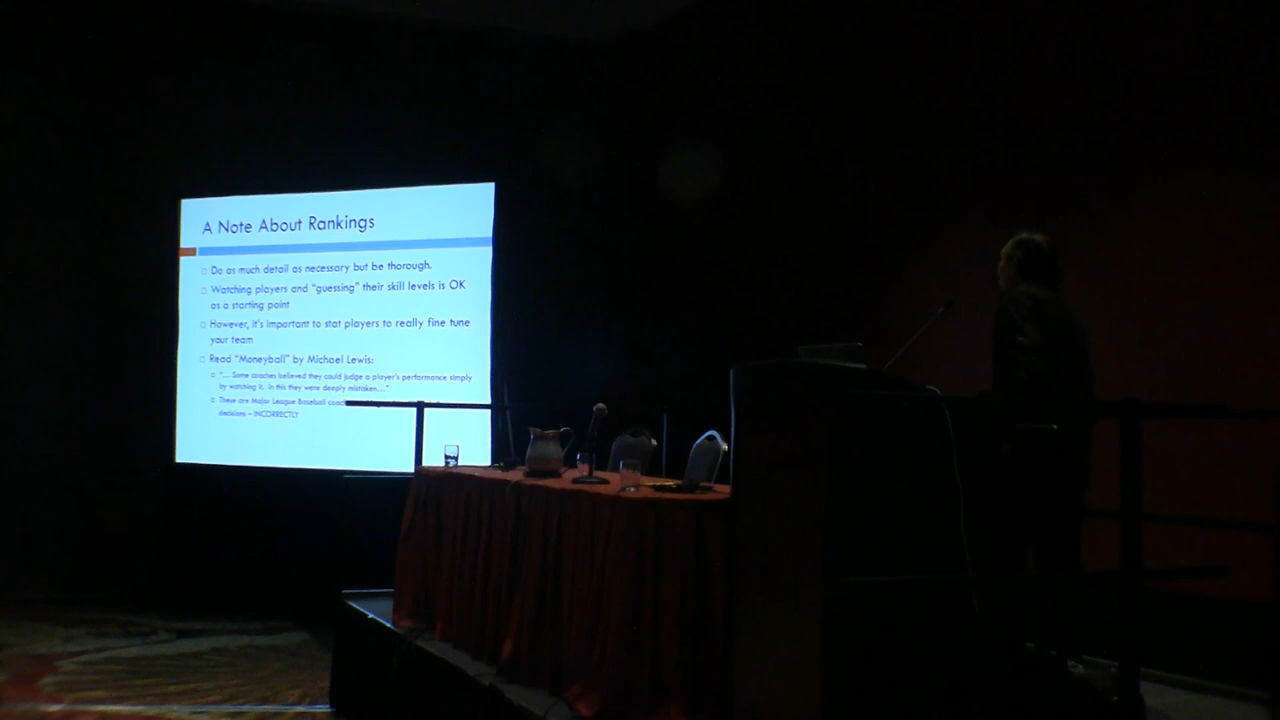 A Note About Rankings
Do as much detail as necessary but be thorough.
Watching players and "guessing" their skill levels is OK
as a starting point
However, it's important to stat players to really fine tune
your team
Read "Moneyball" by Michael Lewis:
"... Some coaches believed they could judge a player's performance simply
by watching it. In this they were deeply mistaken..."
These are Major League Baseball
decisions – INCORRECTLY